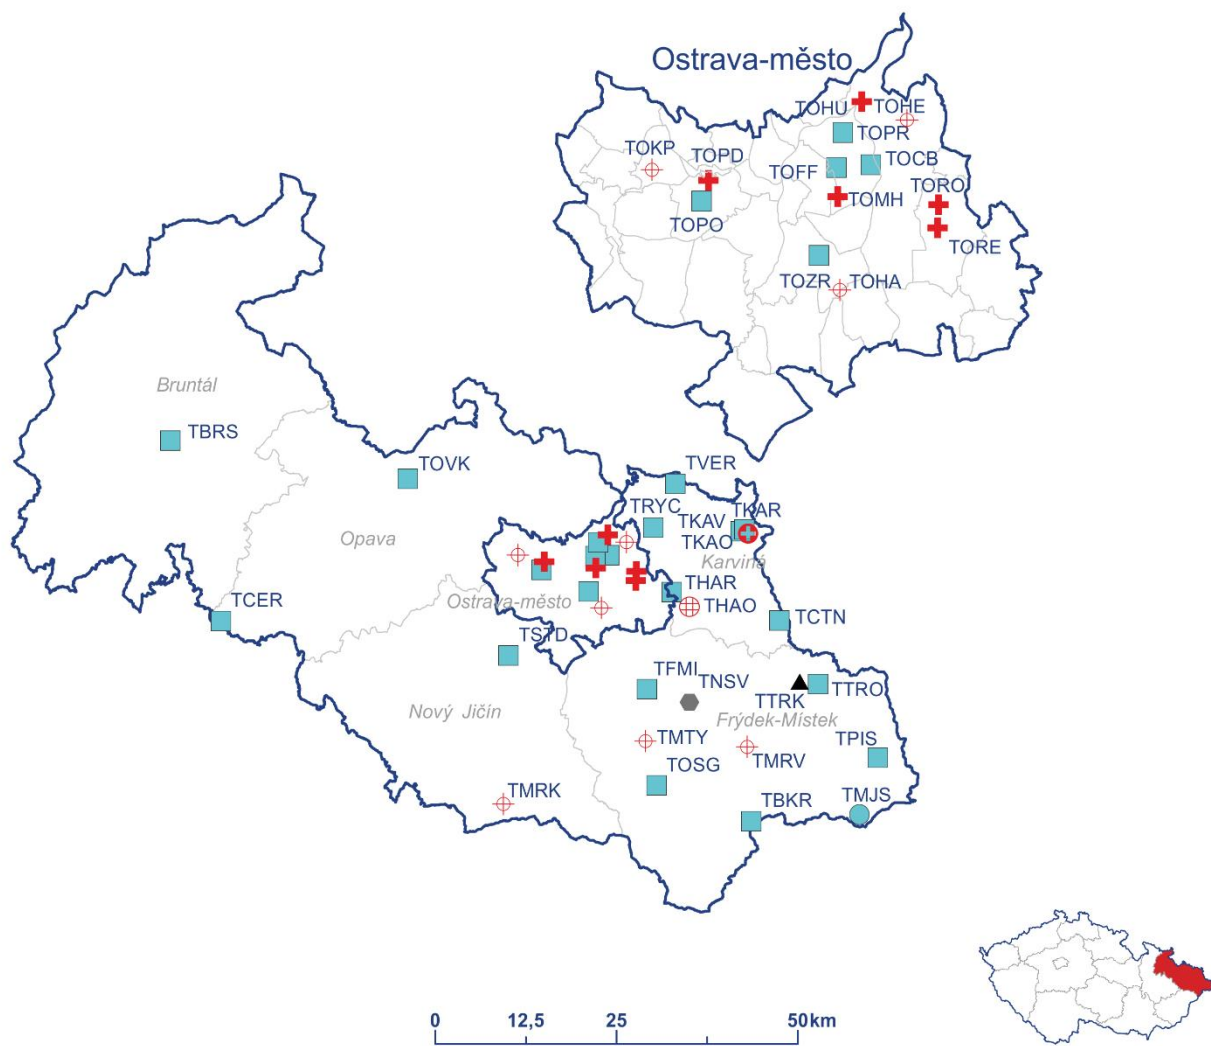 Ostrava-město
TOHU TOHE
TOPR
TOKP TOPD
TOFF TOCB
TORO
TOMH
TOPO
TORE
TOZR TOHA
Bruntál
TBRS
TOVK
TVER
TRYC TKAV TKAR
TKAO
Opava
Karviná
THAR
Ostrava-město
THAO
TCER
TCTN
TSTD
TFMI TNSV
TTRK TTRO
Nový Jičín
Frýdek-Místek
TMTY
TPIS
TMRV
TOSG
TMRK
TBKR TMJS
0 12,5 25 50km